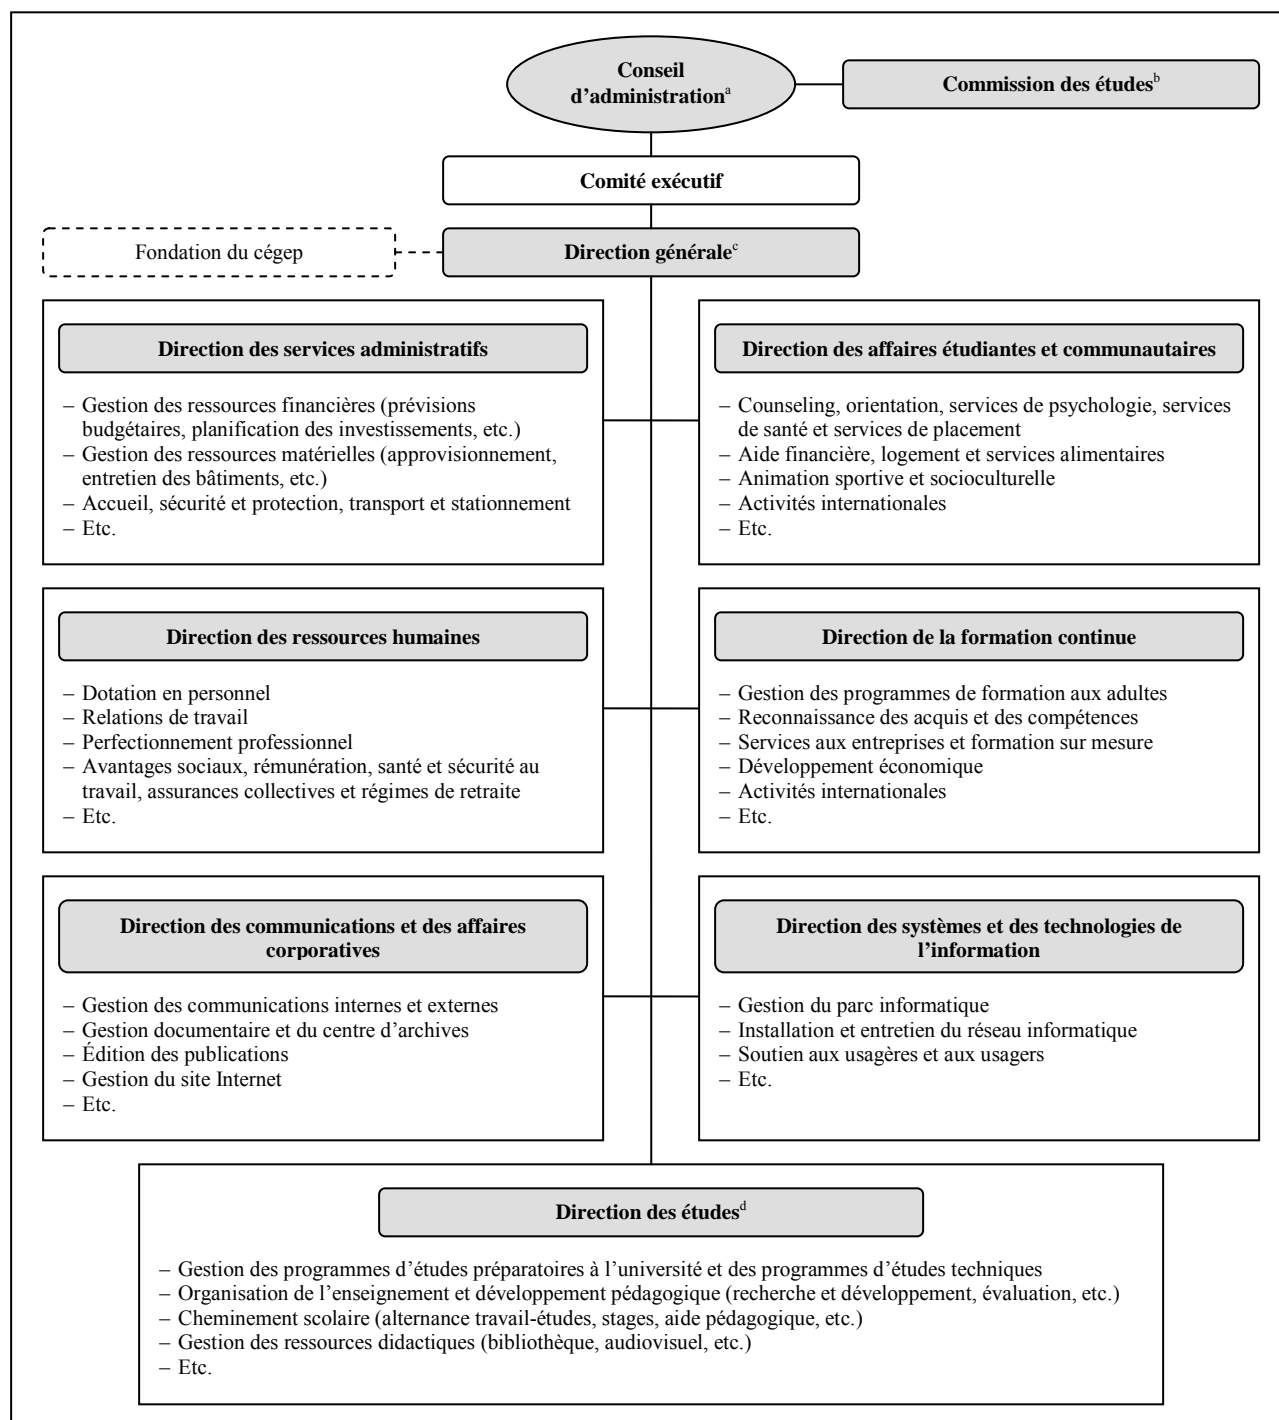 Conseil
d’administrationᵃ
Commission des étudesᵇ
Comité exécutif
Fondation du cégep
Direction généraleᶜ
Direction des services administratifs
– Gestion des ressources financières (prévisions
budgétaires, planification des investissements, etc.)
– Gestion des ressources matérielles (approvisionnement,
entretien des bâtiments, etc.)
– Accueil, sécurité et protection, transport et stationnement
– Etc.
Direction des affaires étudiantes et communautaires
– Counseling, orientation, services de psychologie, services
de santé et services de placement
– Aide financière, logement et services alimentaires
– Animation sportive et socioculturelle
– Activités internationales
– Etc.
Direction des ressources humaines
– Dotation en personnel
– Relations de travail
– Perfectionnement professionnel
– Avantages sociaux, rémunération, santé et sécurité au
travail, assurances collectives et régimes de retraite
– Etc.
Direction de la formation continue
– Gestion des programmes de formation aux adultes
– Reconnaissance des acquis et des compétences
– Services aux entreprises et formation sur mesure
– Développement économique
– Activités internationales
– Etc.
Direction des communications et des affaires
corporatives
– Gestion des communications internes et externes
– Gestion documentaire et du centre d’archives
– Édition des publications
– Gestion du site Internet
– Etc.
Direction des systèmes et des technologies de
l’information
– Gestion du parc informatique
– Installation et entretien du réseau informatique
– Soutien aux usagères et aux usagers
– Etc.
Direction des étudesᵈ
– Gestion des programmes d’études préparatoires à l’université et des programmes d’études techniques
– Organisation de l’enseignement et développement pédagogique (recherche et développement, évaluation, etc.)
– Cheminement scolaire (alternance travail-études, stages, aide pédagogique, etc.)
– Gestion des ressources didactiques (bibliothèque, audiovisuel, etc.)
– Etc.